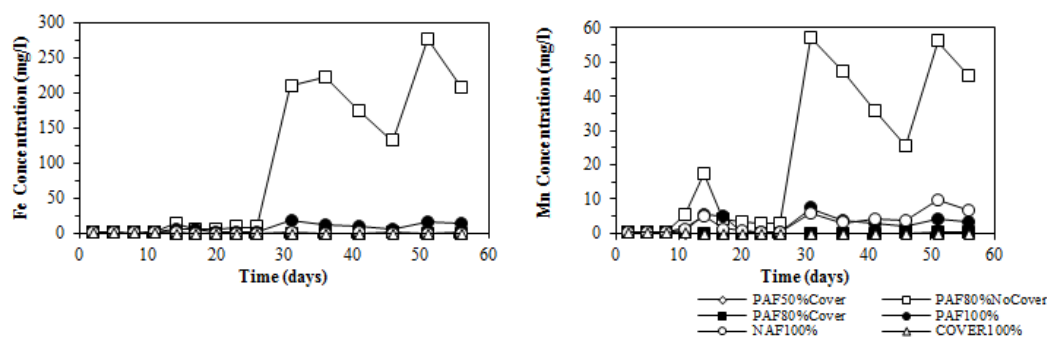 Fe Concentration (mg/l)
300
250
200
150
100
50
0
0 10 20 30 40 50 60
Time (days)
Mn Concentration (mg/l)
60
50
40
30
20
10
0
0 10 20 30 40 50 60
Time (days)
PAF50%Cover PAF80%NoCover
PAF80%Cover PAF100%
NAF100% COVER100%